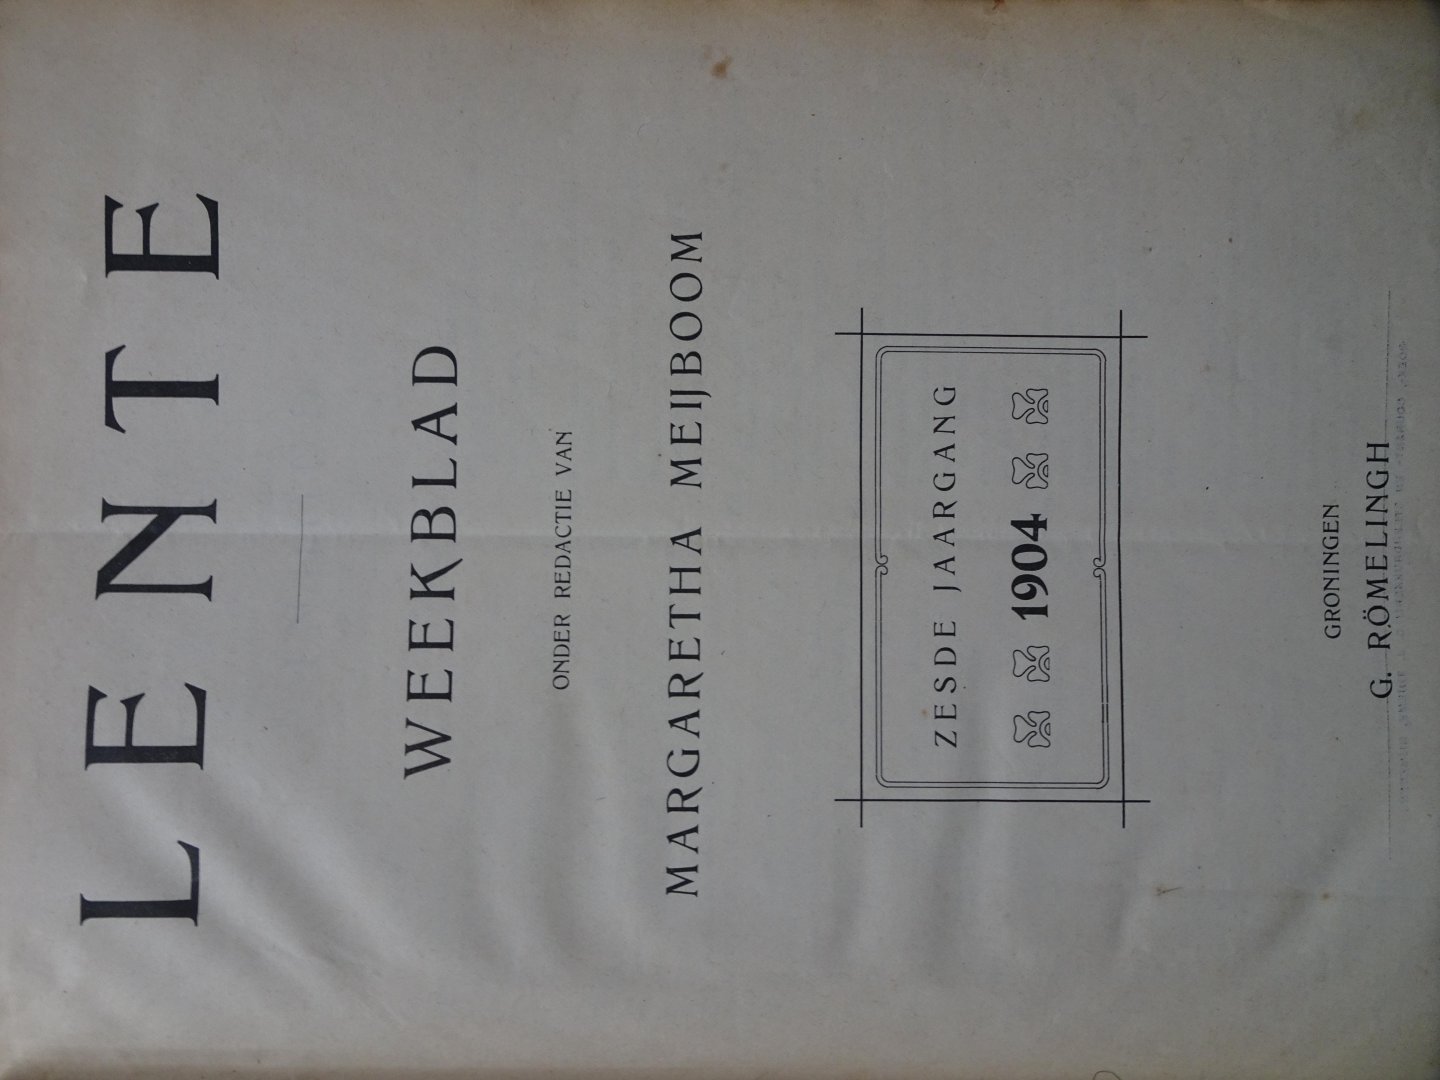 LENTE
WEEKBLAD
ONDER REDACTIE VAN
MARGARETHA MEIJBOOM
ZESDE JAARGANG
1904
GRONINGEN
G. RÖMELINGH